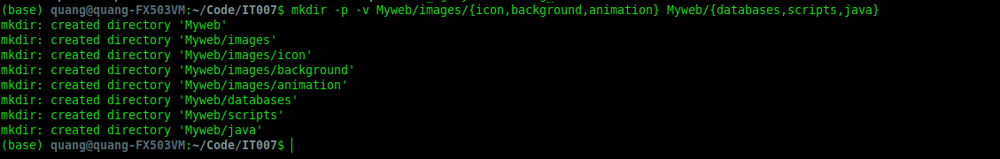 (base) quang@quang-FX503VM:~/Code/IT007$ mkdir -p -v Myweb/images/{icon,background,animation} Myweb/{databases,scripts,java}
mkdir: created directory 'Myweb'
mkdir: created directory 'Myweb/images'
mkdir: created directory 'Myweb/images/icon'
mkdir: created directory 'Myweb/images/background'
mkdir: created directory 'Myweb/images/animation'
mkdir: created directory 'Myweb/databases'
mkdir: created directory 'Myweb/scripts'
mkdir: created directory 'Myweb/java'
(base) quang@quang-FX503VM:~/Code/IT007$